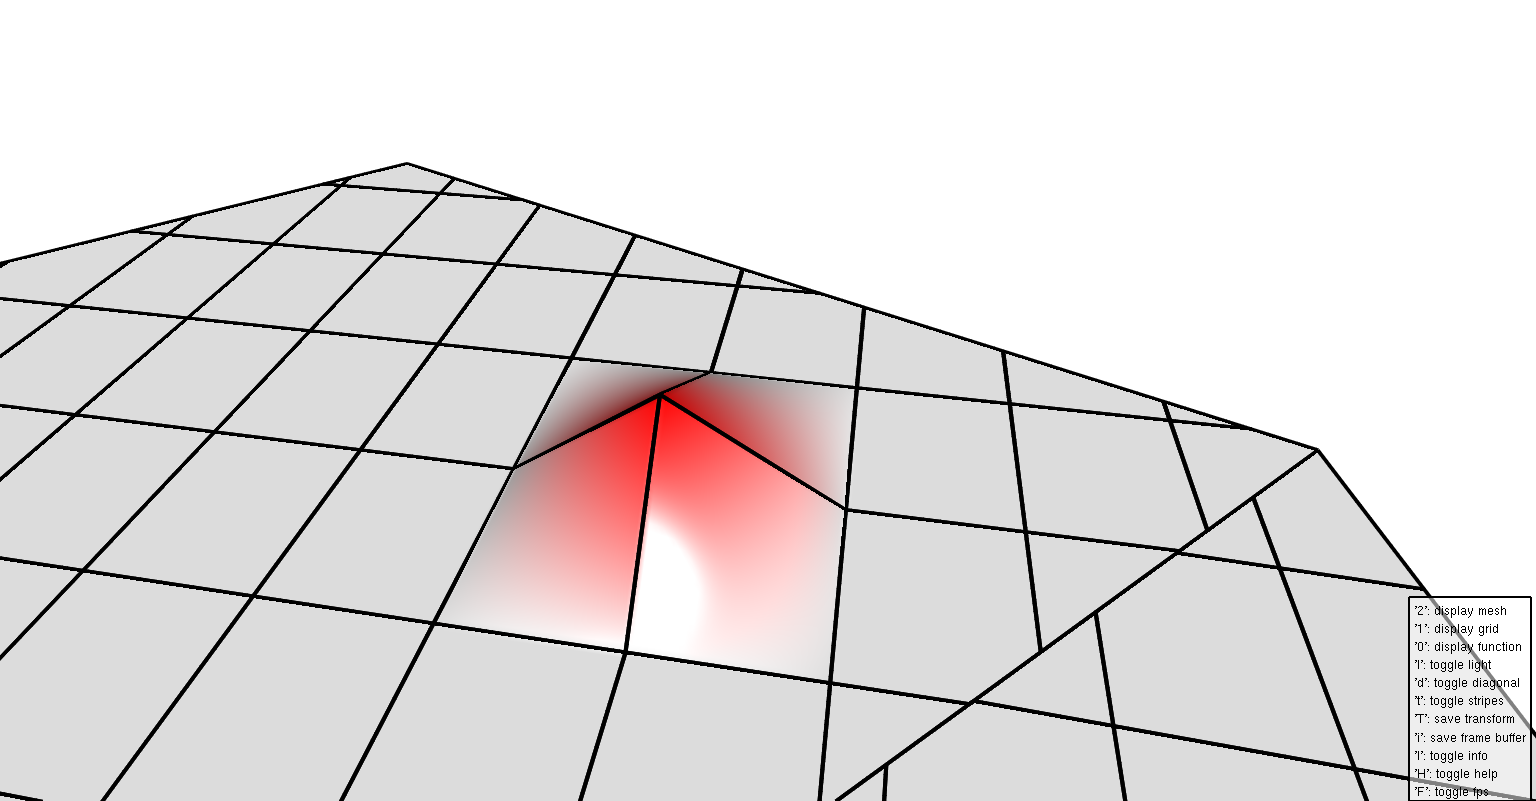 '2': display mesh
'1': display grid
'0': display function
'l': toggle light
'd': toggle diagonal
't': toggle stripes
'T': save transform
'i': save frame buffer
'I': toggle info
'H': toggle help
'F': toggle fps